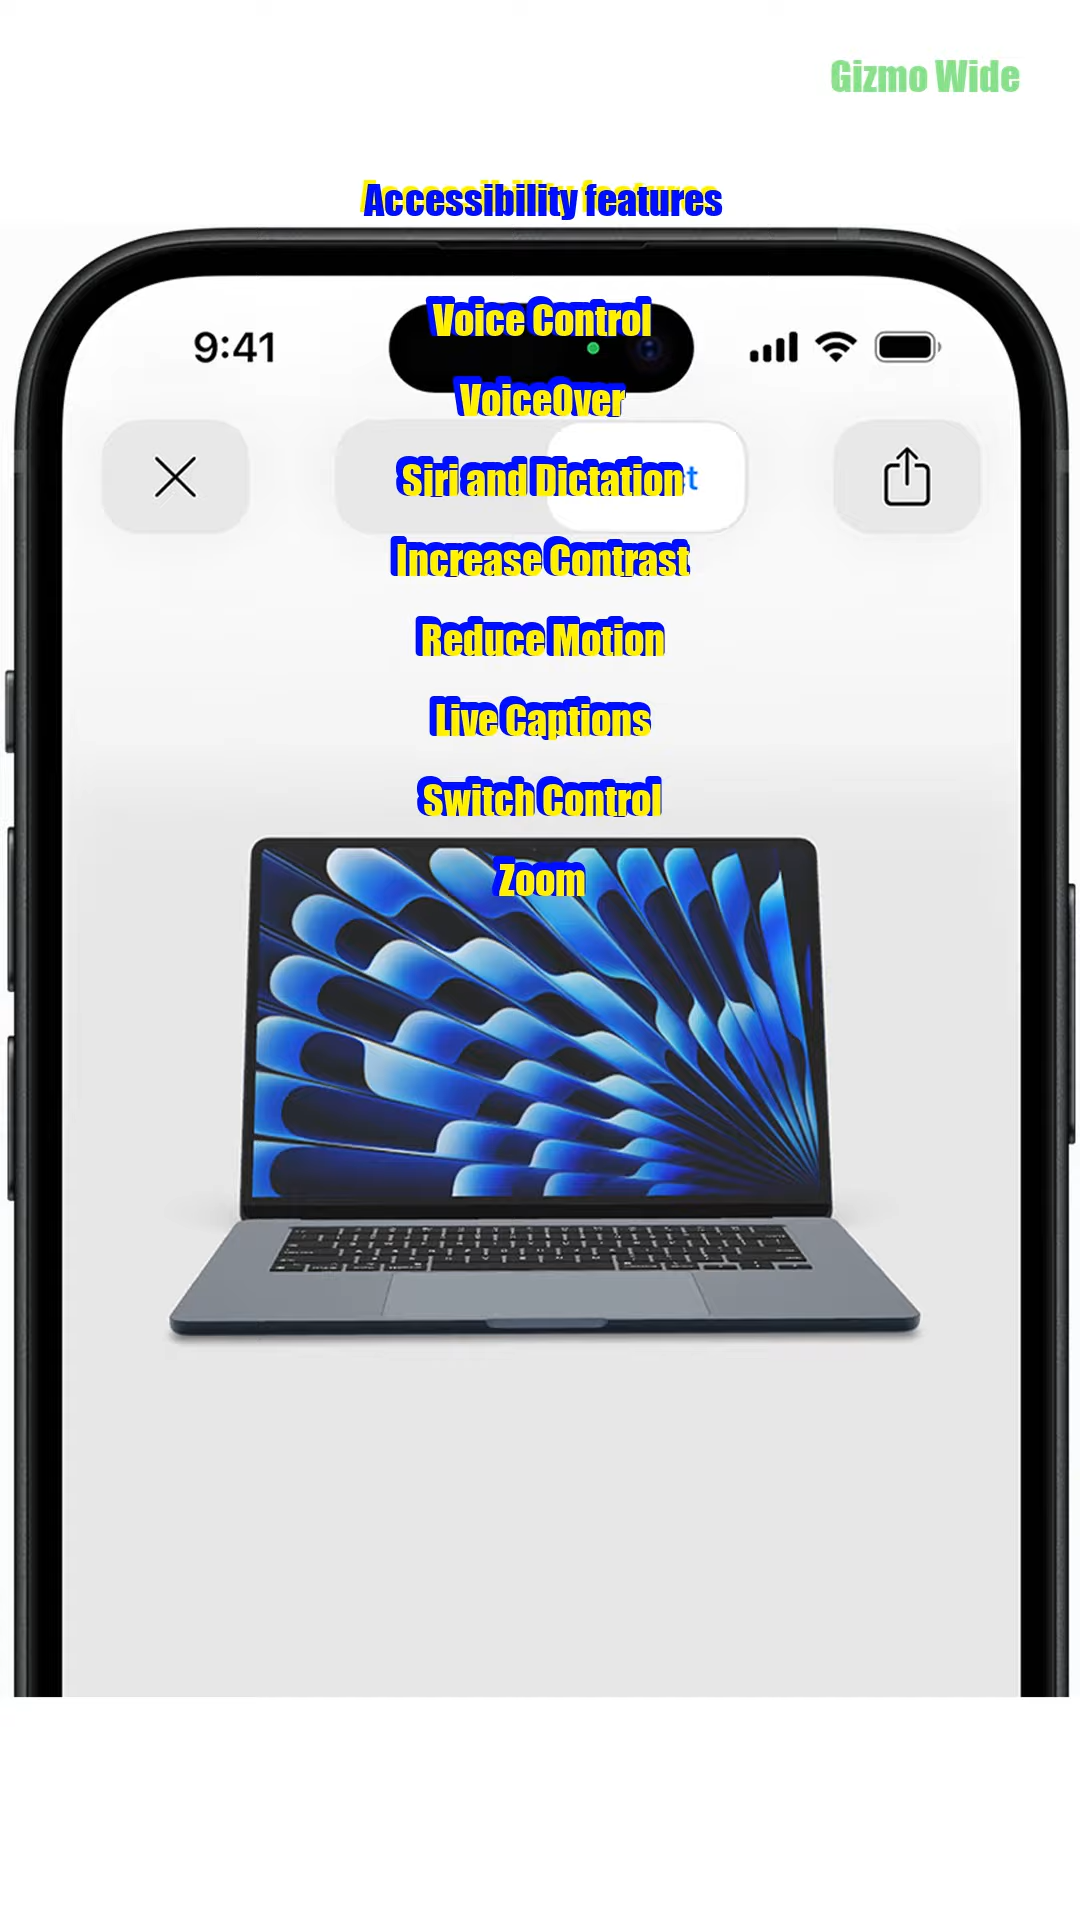 Gizmo Wide
Accessibility features
Voice Control
9:41
VoiceOver
Siri and Dictation
Increase Contrast
Reduce Motion
Live Captions
Switch Control
Zoom